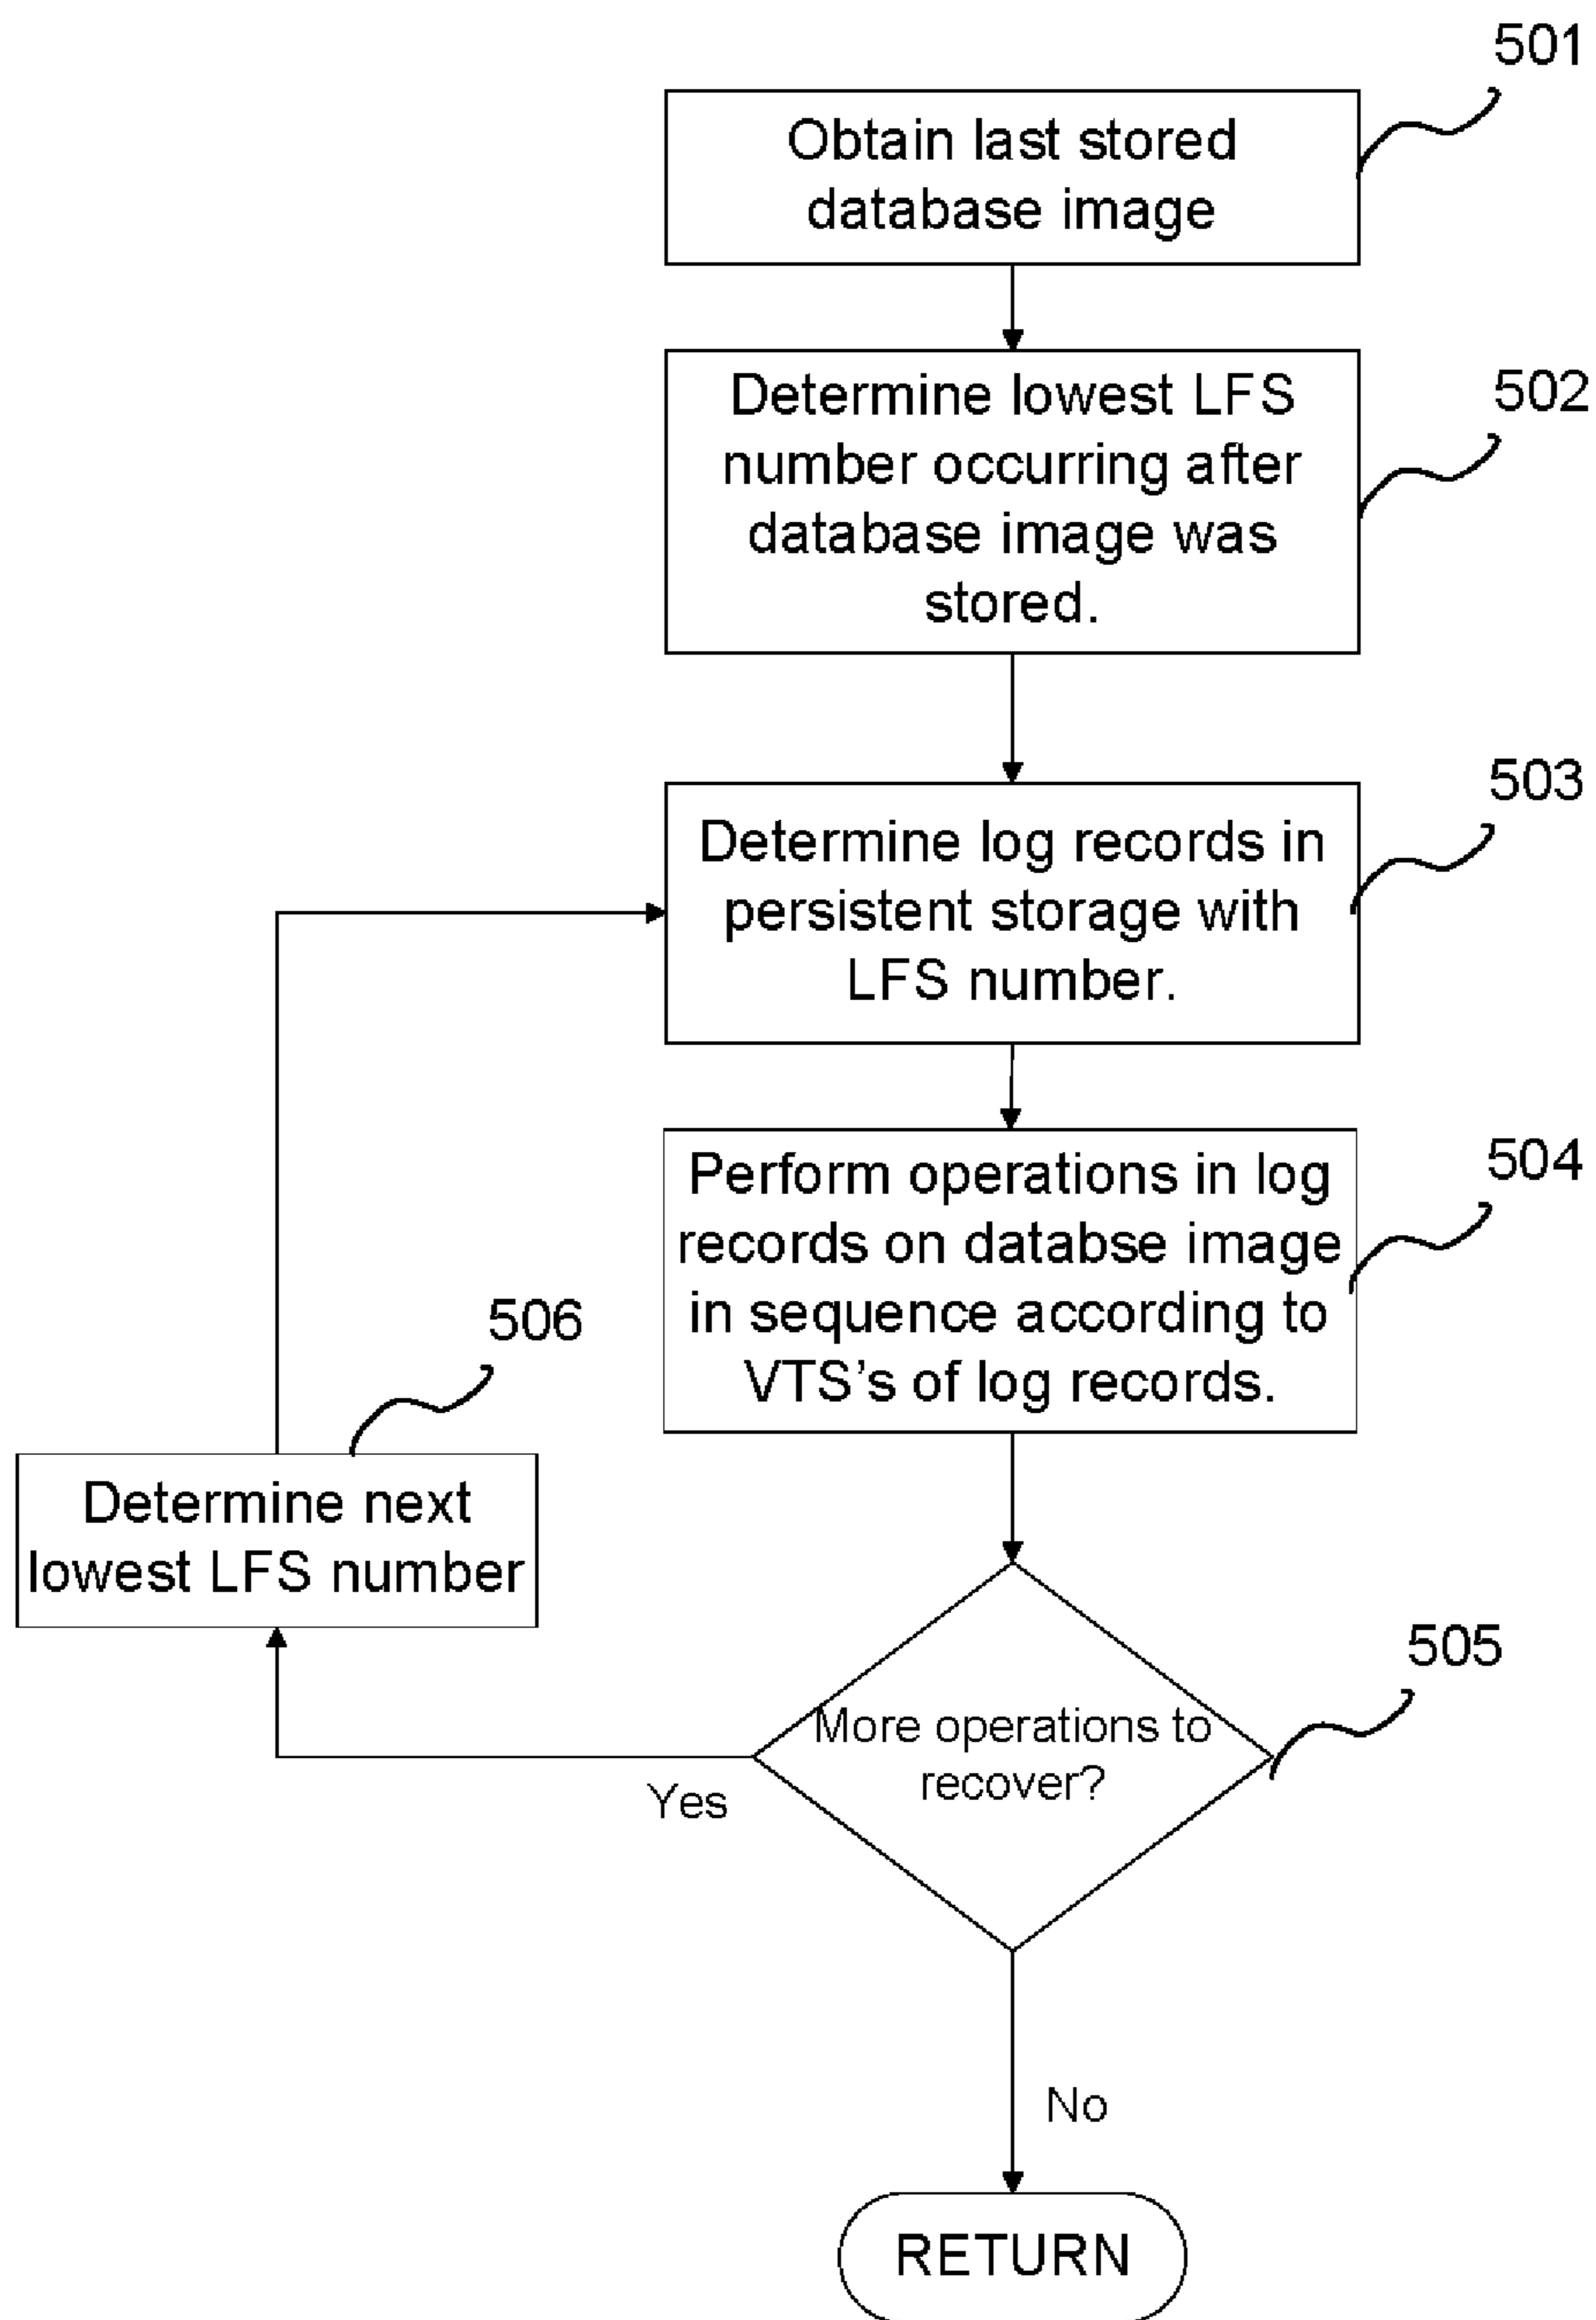 501
Obtain last stored
database image
502
Determine lowest LFS
number occurring after
database image was
stored.
503
Determine log records in
persistent storage with
LFS number.
504
Perform operations in log
records on databse image
in sequence according to
VTS's of log records.
506
Determine next
lowest LFS number
505
More operations to
recover?
Yes
No
RETURN